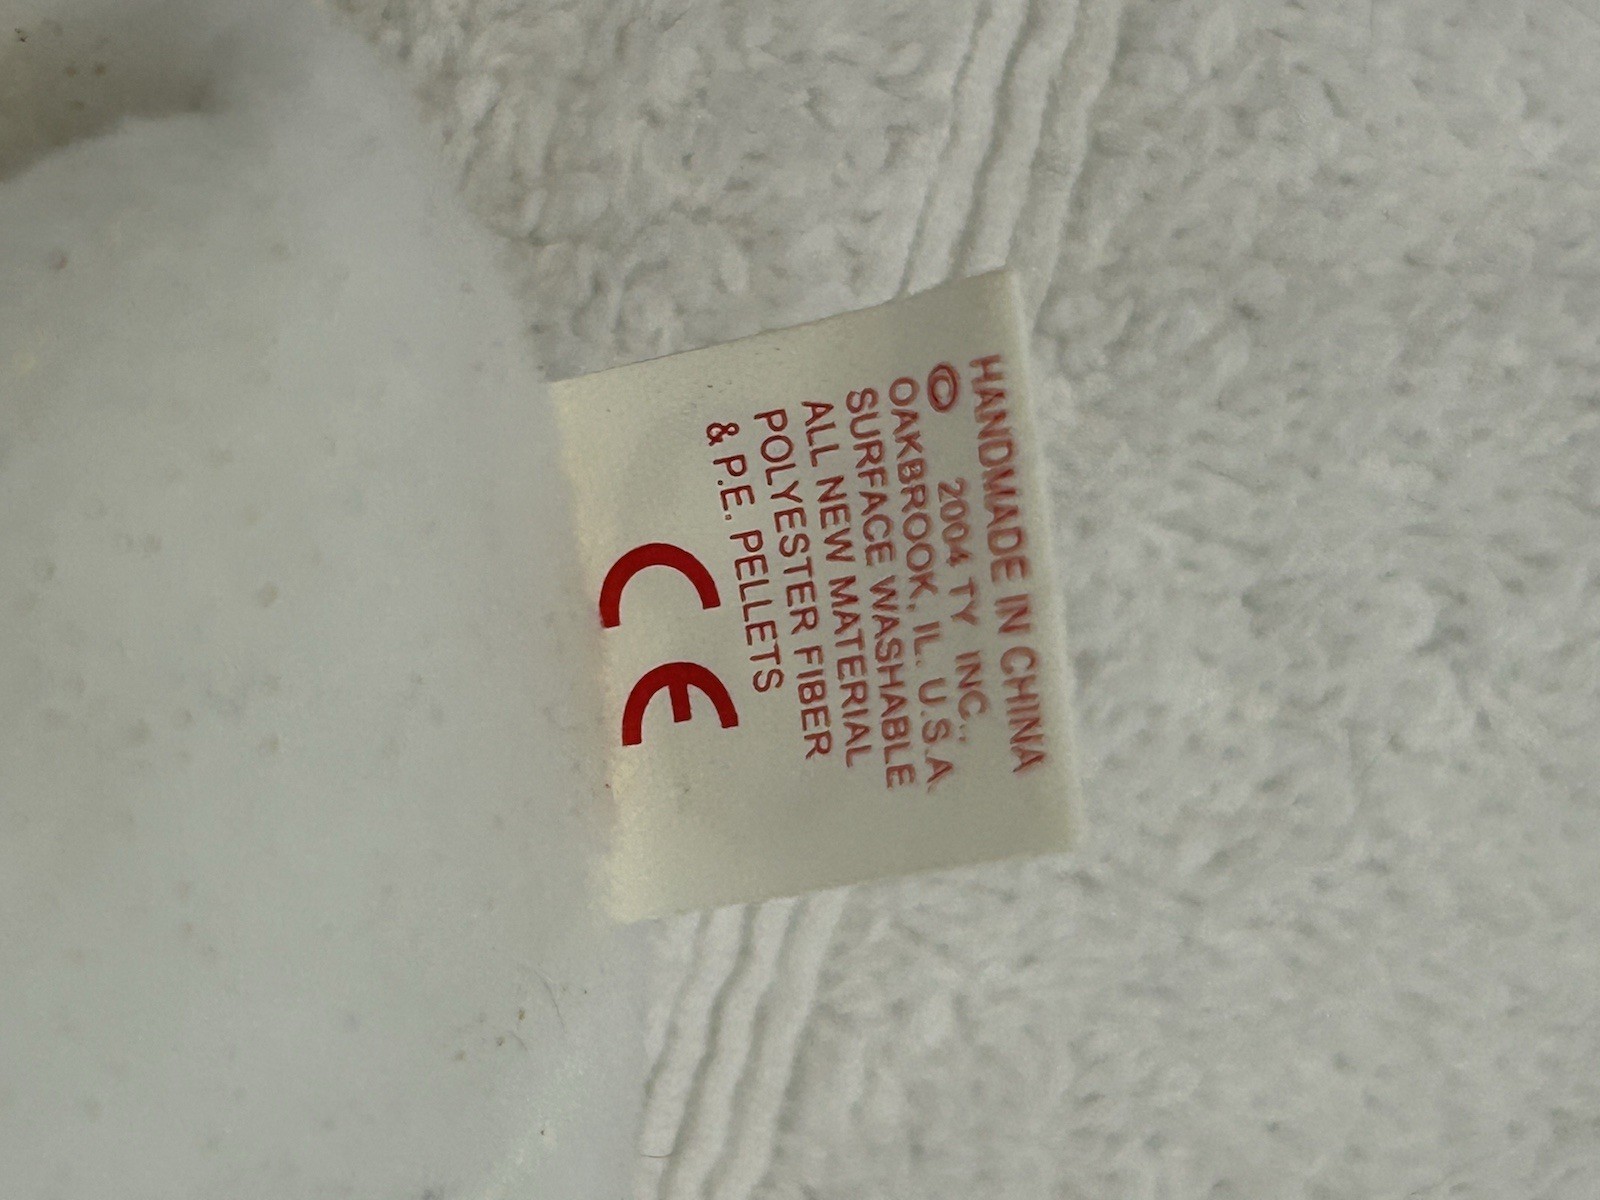 HANDMADE IN CHINA
© 2004 TY INC.,
OAKBROOK, IL. U.S.A.
SURFACE WASHABLE
ALL NEW MATERIAL
POLYESTER FIBER
& P.E. PELLETS
CE